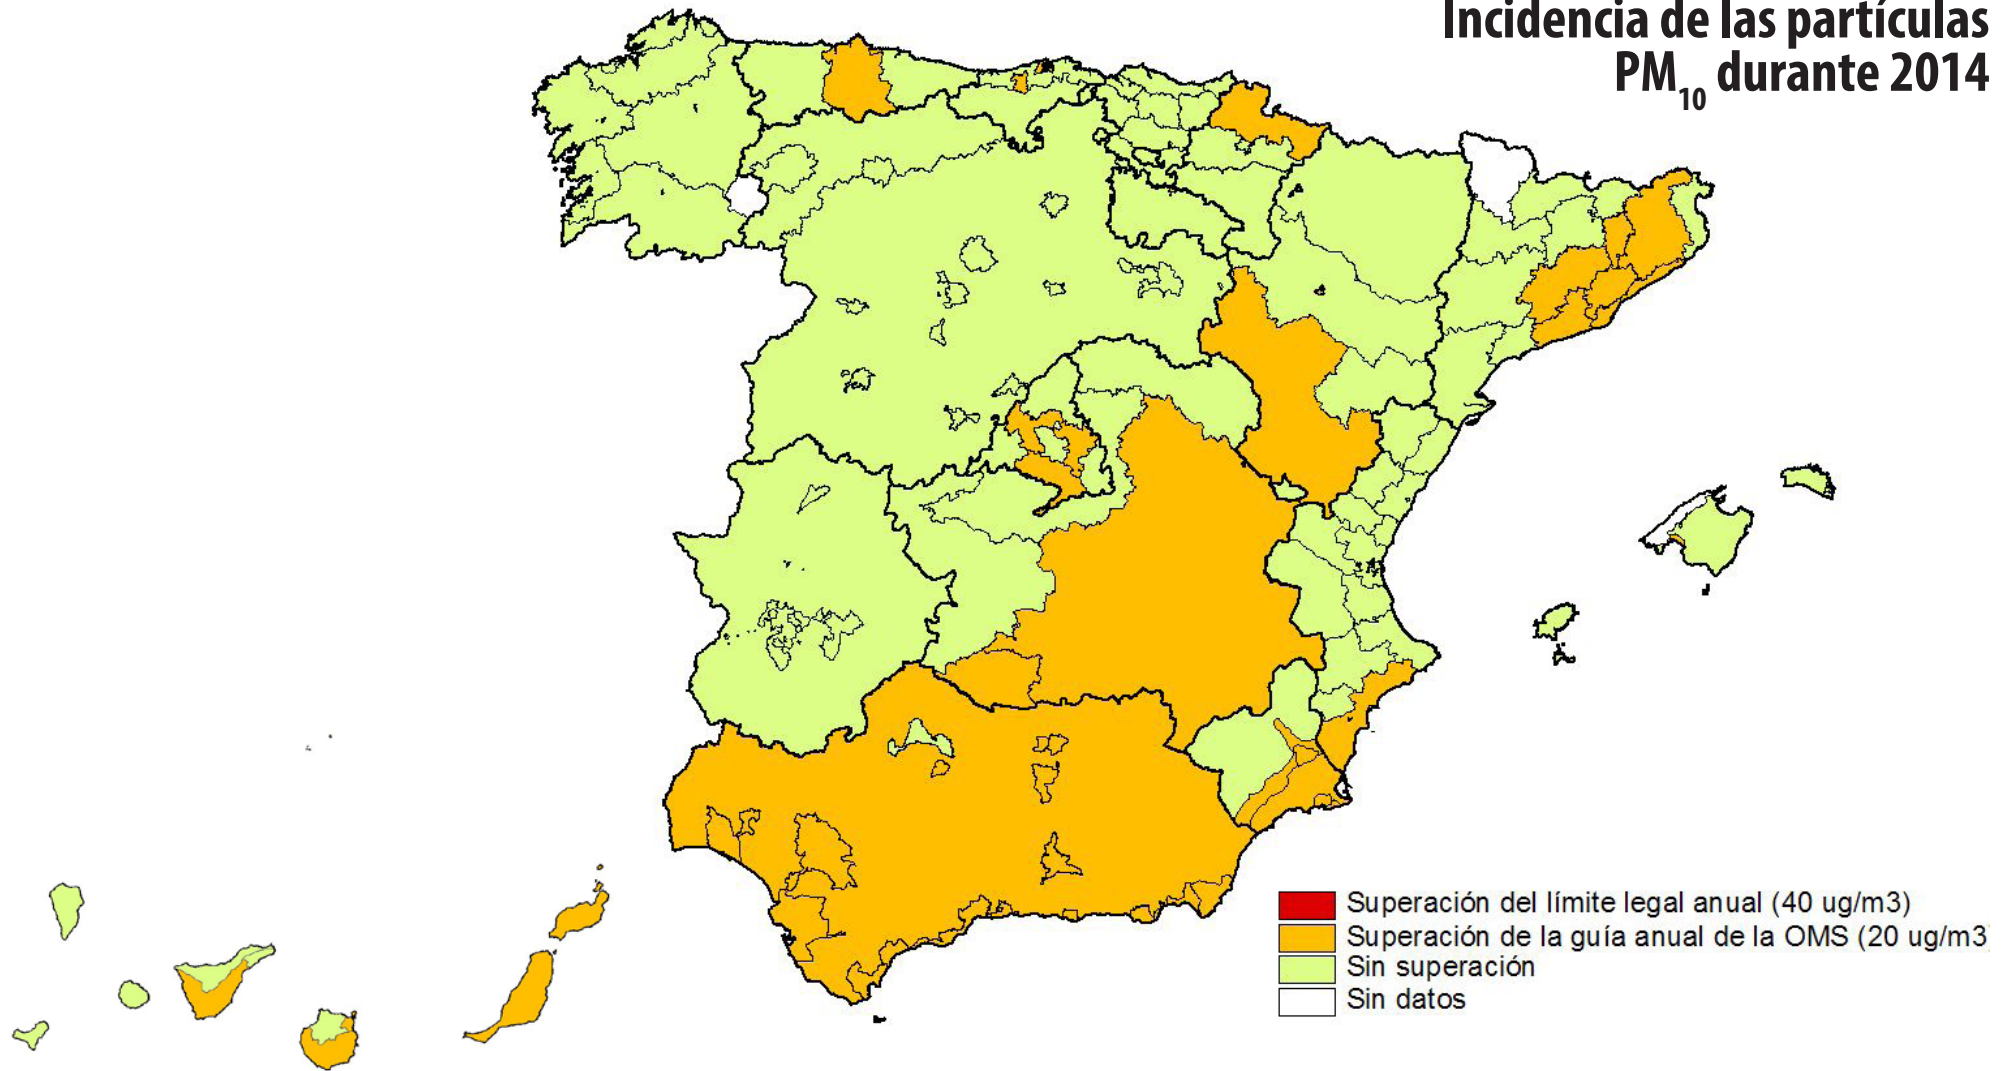 Incidencia de las partículas
PM10 durante 2014
Superación del límite legal anual (40 ug/m3)
Superación de la guía anual de la OMS (20 ug/m3)
Sin superación
Sin datos